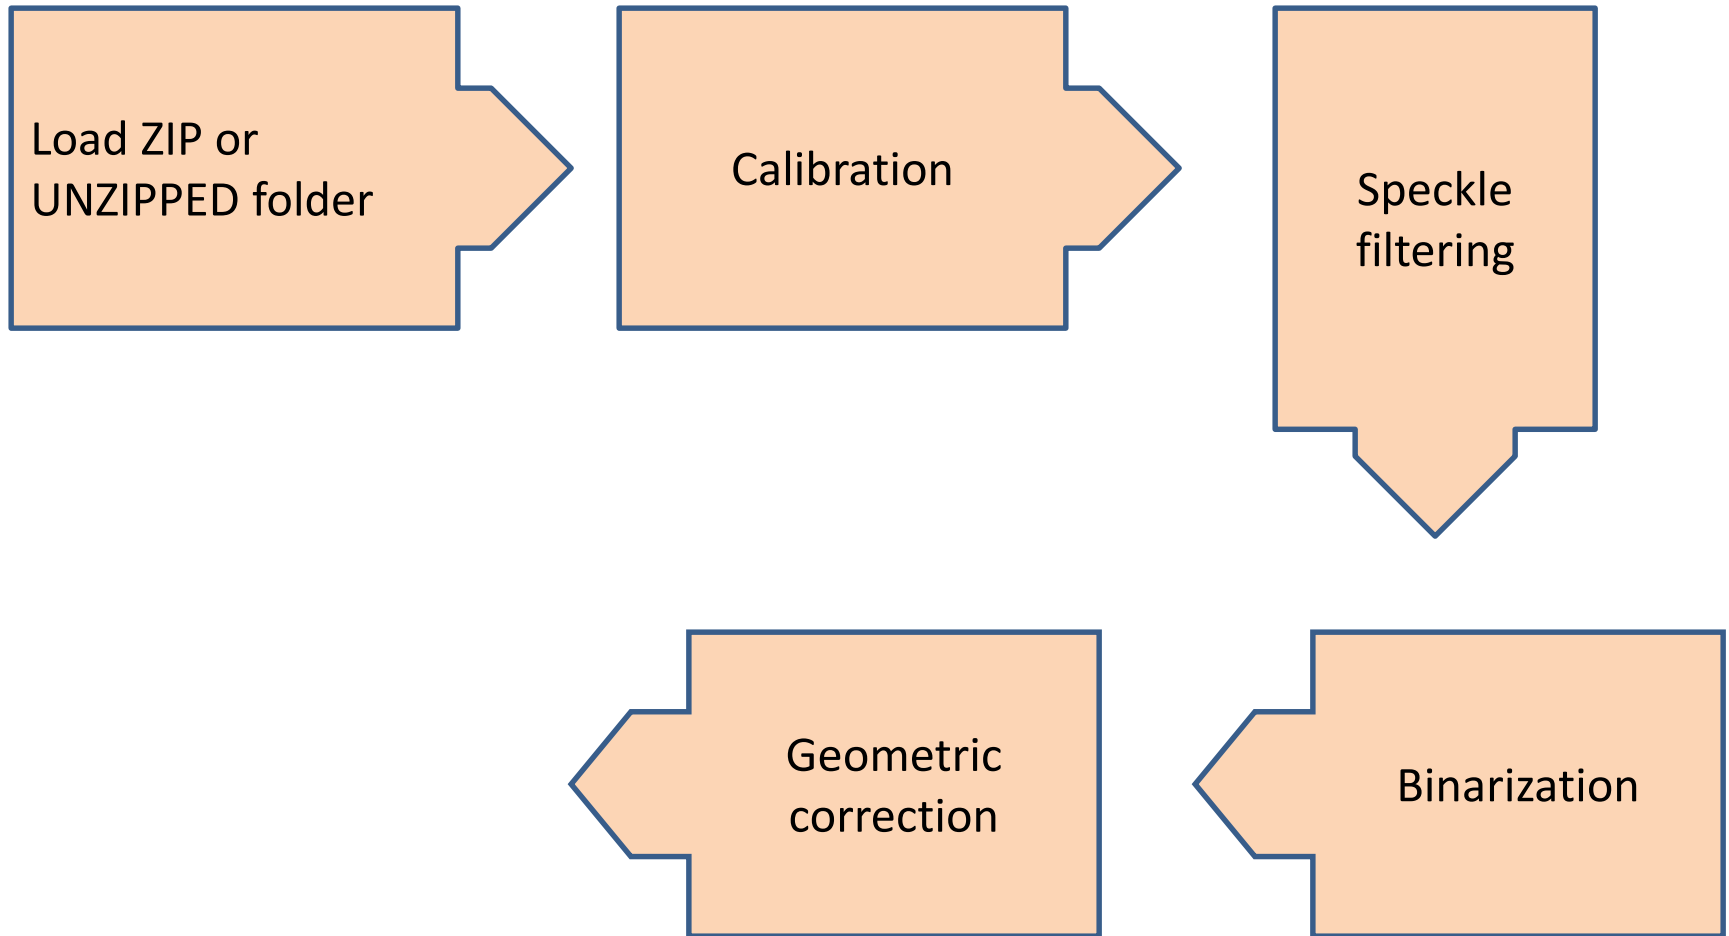 Load ZIP or
UNZIPPED folder
Calibration
Speckle
filtering
Geometric
correction
Binarization